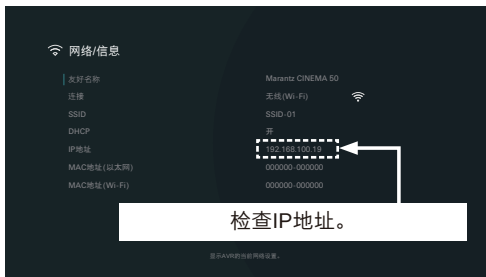 网络/信息
友好名称 Marantz CINEMA 50
连接 无线(Wi-Fi)
SSID SSID-01
DHCP 开
IP地址 192.168.100.19
MAC地址(以太网) 000000-000000
MAC地址(Wi-Fi) 000000-000000
检查IP地址。
显示AVR的当前网络设置。